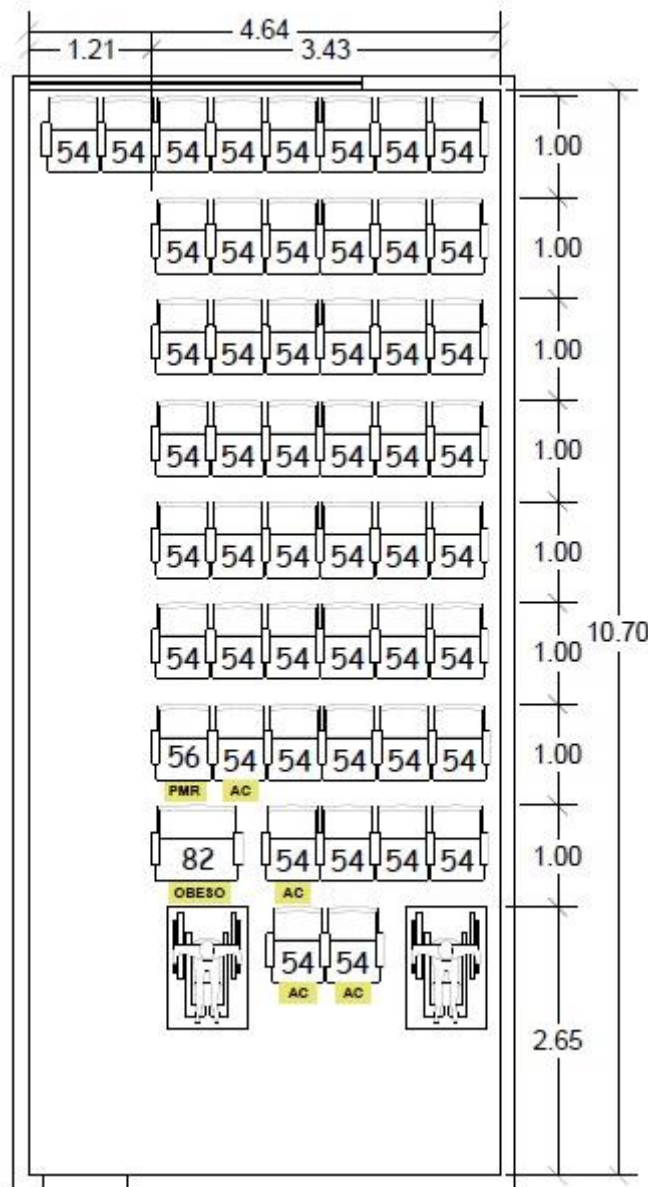 4.64
1.21 3.43
54 54 54 54 54 54 54 54 1.00
54 54 54 54 54 54 1.00
54 54 54 54 54 54 1.00
54 54 54 54 54 54 1.00
54 54 54 54 54 54 1.00
10.70
54 54 54 54 54 54 1.00
56 54 54 54 54 54 1.00
PMR AC
82 54 54 54 54 1.00
OBESO AC
54 54
AC AC
2.65